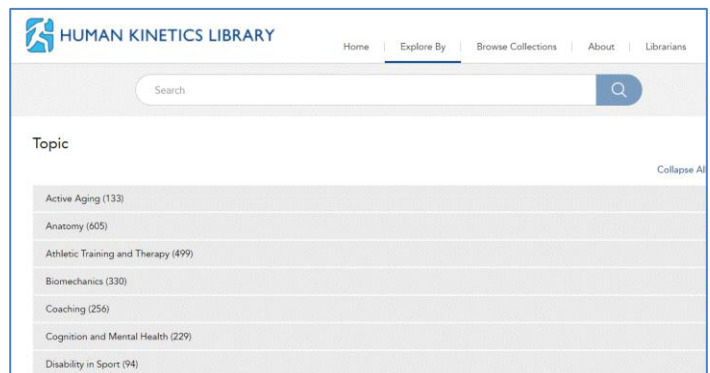 HUMAN KINETICS LIBRARY
Home Explore By Browse Collections About Librarians
Search
Topic
Collapse All
Active Aging (133)
Anatomy (605)
Athletic Training and Therapy (499)
Biomechanics (330)
Coaching (256)
Cognition and Mental Health (229)
Disability in Sport (94)